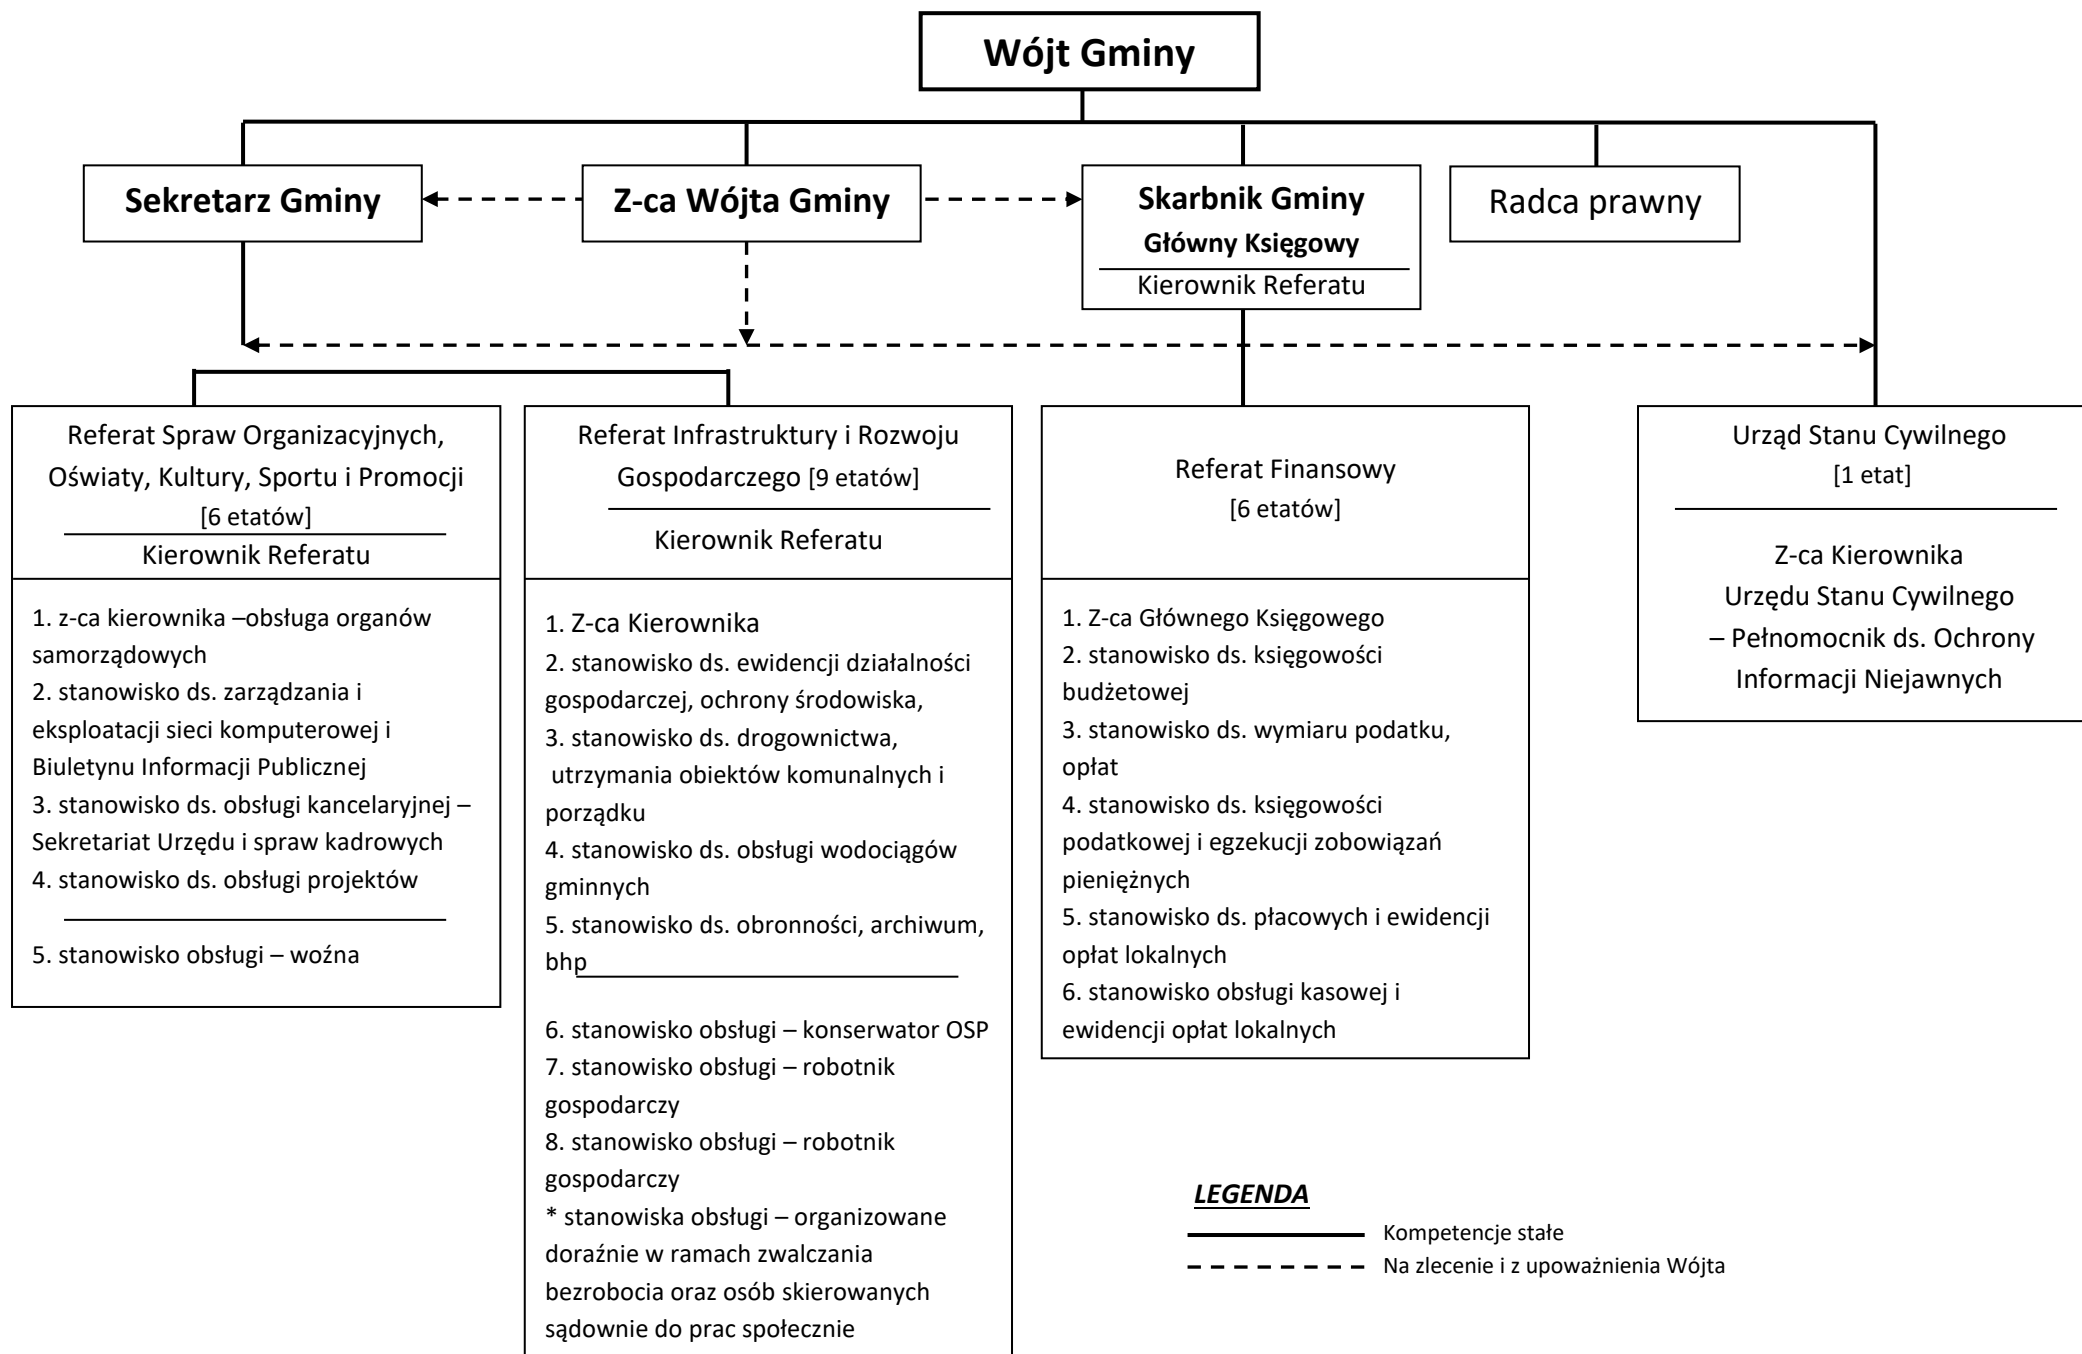 Wójt Gminy
Sekretarz Gminy
Z-ca Wójta Gminy
Skarbnik Gminy
Główny Księgowy
Kierownik Referatu
Radca prawny
Referat Spraw Organizacyjnych,
Oświaty, Kultury, Sportu i Promocji
[6 etatów]
Kierownik Referatu
1. z-ca kierownika –obsługa organów
samorządowych
2. stanowisko ds. zarządzania i
eksploatacji sieci komputerowej i
Biuletynu Informacji Publicznej
3. stanowisko ds. obsługi kancelaryjnej –
Sekretariat Urzędu i spraw kadrowych
4. stanowisko ds. obsługi projektów
5. stanowisko obsługi – woźna
Referat Infrastruktury i Rozwoju
Gospodarczego [9 etatów]
Kierownik Referatu
1. Z-ca Kierownika
2. stanowisko ds. ewidencji działalności
gospodarczej, ochrony środowiska,
3. stanowisko ds. drogownictwa,
utrzymania obiektów komunalnych i
porządku
4. stanowisko ds. obsługi wodociągów
gminnych
5. stanowisko ds. obronności, archiwum,
bhp
6. stanowisko obsługi – konserwator OSP
7. stanowisko obsługi – robotnik
gospodarczy
8. stanowisko obsługi – robotnik
gospodarczy
* stanowiska obsługi – organizowane
doraźnie w ramach zwalczania
bezrobocia oraz osób skierowanych
sądownie do prac społecznie
Referat Finansowy
[6 etatów]
1. Z-ca Głównego Księgowego
2. stanowisko ds. księgowości
budżetowej
3. stanowisko ds. wymiaru podatku,
opłat
4. stanowisko ds. księgowości
podatkowej i egzekucji zobowiązań
pieniężnych
5. stanowisko ds. płacowych i ewidencji
opłat lokalnych
6. stanowisko obsługi kasowej i
ewidencji opłat lokalnych
Urząd Stanu Cywilnego
[1 etat]
Z-ca Kierownika
Urzędu Stanu Cywilnego
– Pełnomocnik ds. Ochrony
Informacji Niejawnych
LEGENDA
Kompetencje stałe
Na zlecenie i z upoważnienia Wójta